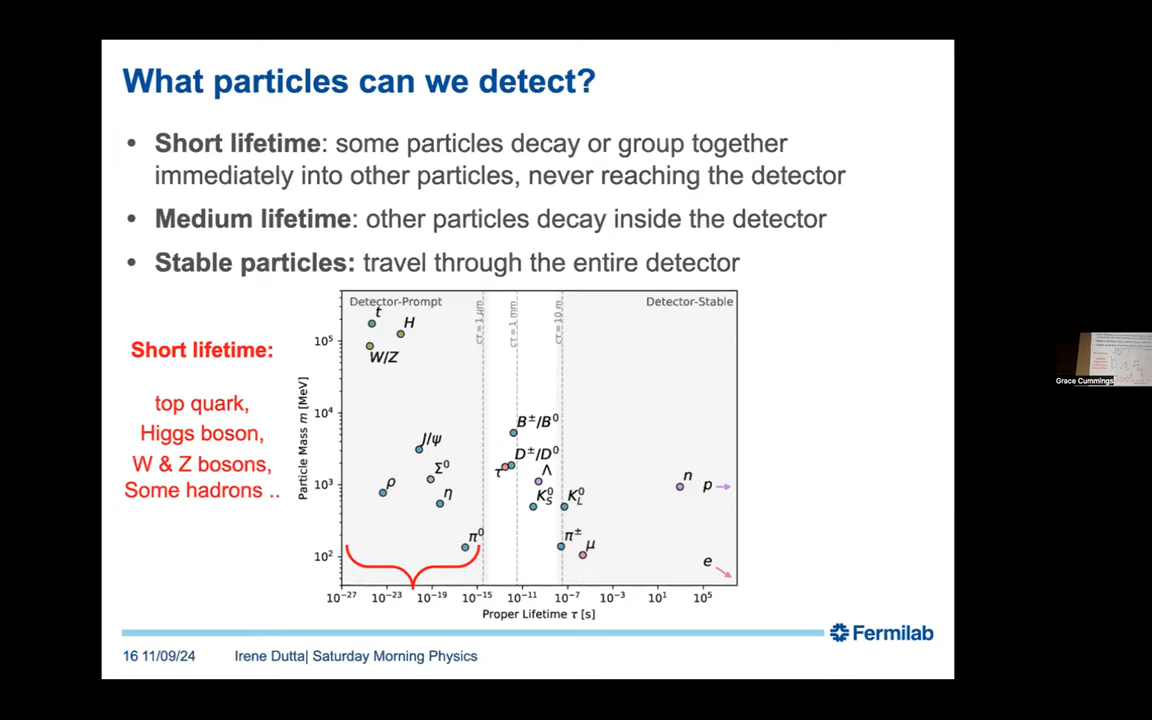 What particles can we detect?
• Short lifetime: some particles decay or group together
immediately into other particles, never reaching the detector
• Medium lifetime: other particles decay inside the detector
• Stable particles: travel through the entire detector
Short lifetime:
top quark,
Higgs boson,
W & Z bosons,
Some hadrons ..
Detector-Prompt
Detector-Stable
cτ = 1 μm
cτ = 1 mm
cτ = 10 m
t
H
W/Z
B±/B⁰
J/ψ
D±/D⁰
τ
Λ
Σ⁰
ρ
η
K⁰S
K⁰L
n
p
π⁰
π±
μ
e
Particle Mass m [MeV]
10⁵
10⁴
10³
10²
10⁻²⁷ 10⁻²³ 10⁻¹⁹ 10⁻¹⁵ 10⁻¹¹ 10⁻⁷ 10⁻³ 10¹ 10⁵
Proper Lifetime τ [s]
Fermilab
16 11/09/24 Irene Dutta| Saturday Morning Physics
Grace Cummings